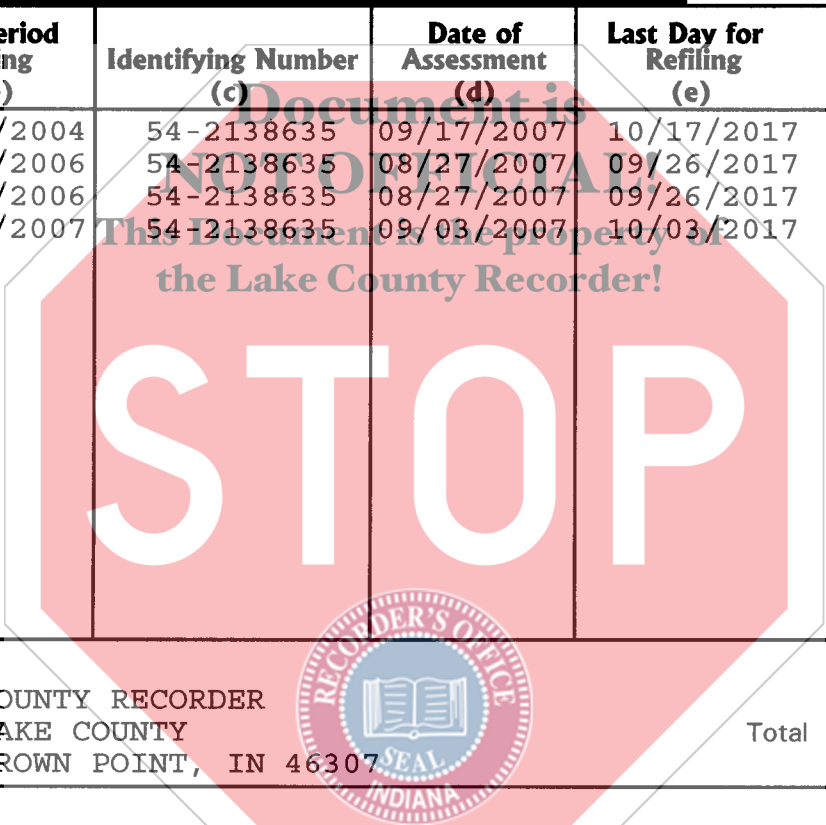 eriod Identifying Number Date of Last Day for
ng (c) Assessment Refiling
) (d) (e)
/2004 54-2138635 09/17/2007 10/17/2017
/2006 54-2138635 08/27/2007 09/26/2017
/2006 54-2138635 08/27/2007 09/26/2017
/2007 54-2138635 09/03/2007 10/03/2017
Document is
NOT OFFICIAL!
This Document is the property of
the Lake County Recorder!
STOP
RECORDER'S OFFICE
SEAL
INDIANA
OUNTY RECORDER
AKE COUNTY
ROWN POINT, IN 46307
Total